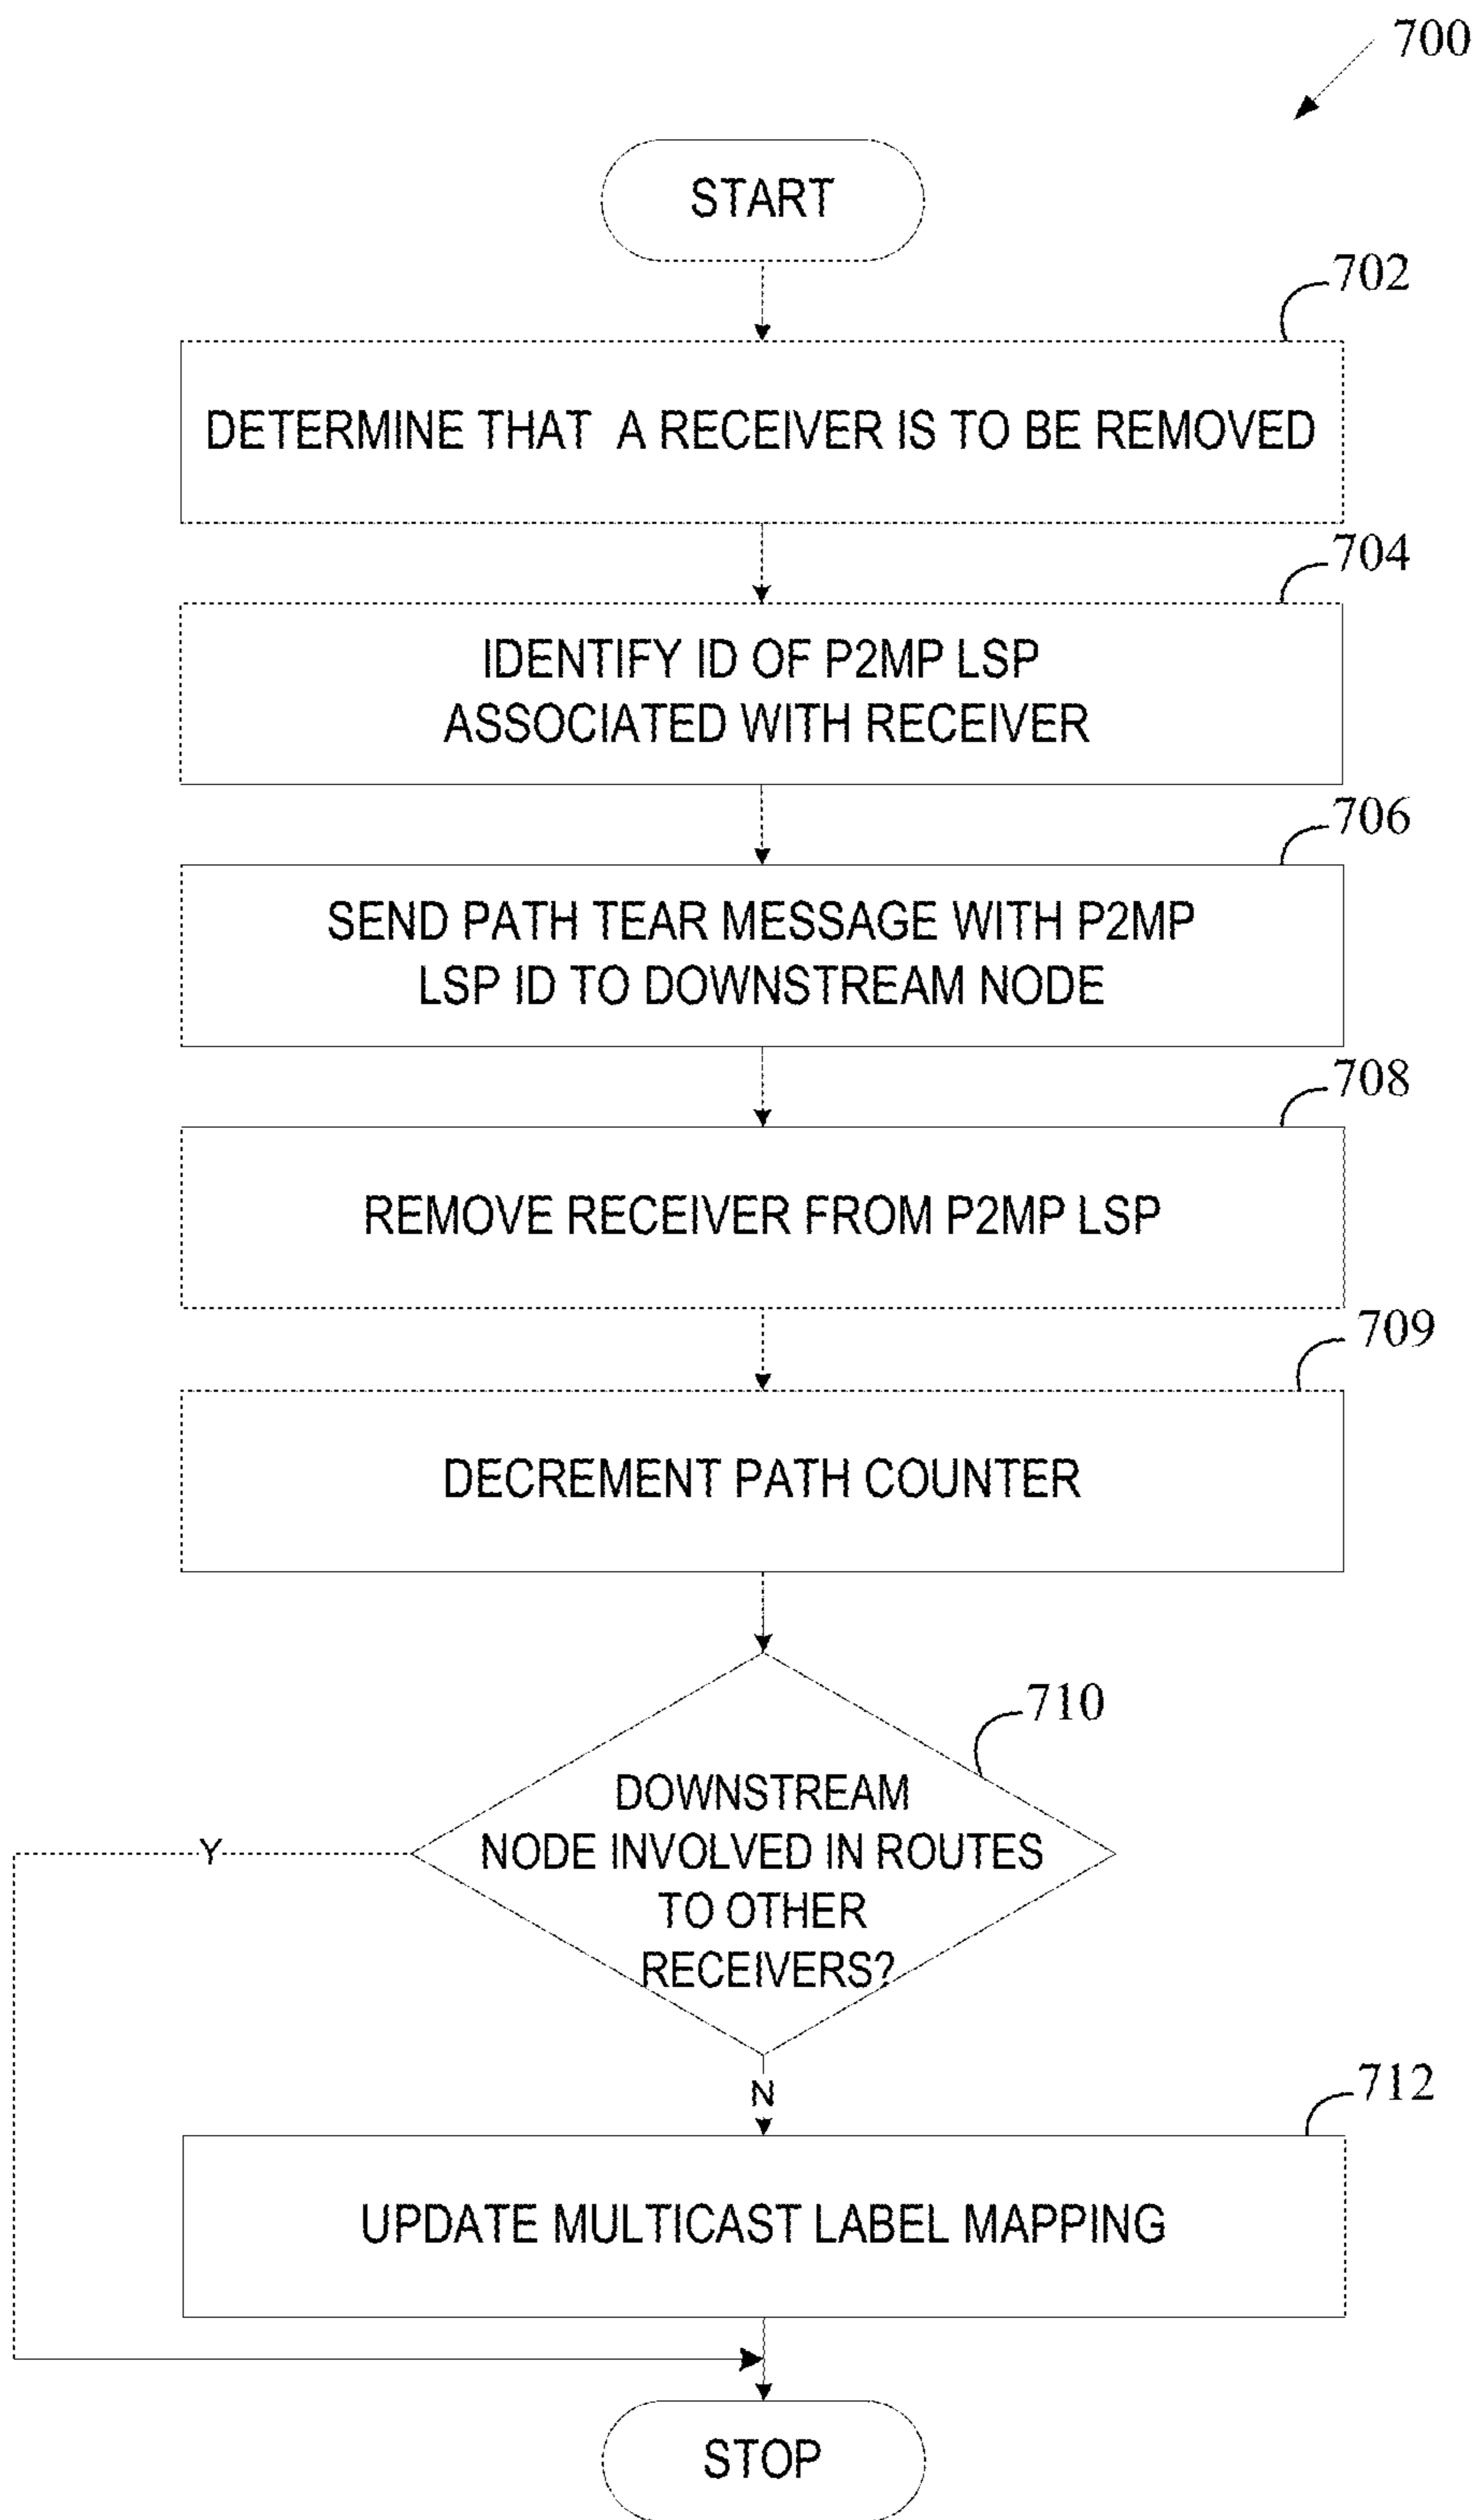 700
START
702
DETERMINE THAT A RECEIVER IS TO BE REMOVED
704
IDENTIFY ID OF P2MP LSP
ASSOCIATED WITH RECEIVER
706
SEND PATH TEAR MESSAGE WITH P2MP
LSP ID TO DOWNSTREAM NODE
708
REMOVE RECEIVER FROM P2MP LSP
709
DECREMENT PATH COUNTER
710
DOWNSTREAM
NODE INVOLVED IN ROUTES
TO OTHER
RECEIVERS?
Y
N
712
UPDATE MULTICAST LABEL MAPPING
STOP